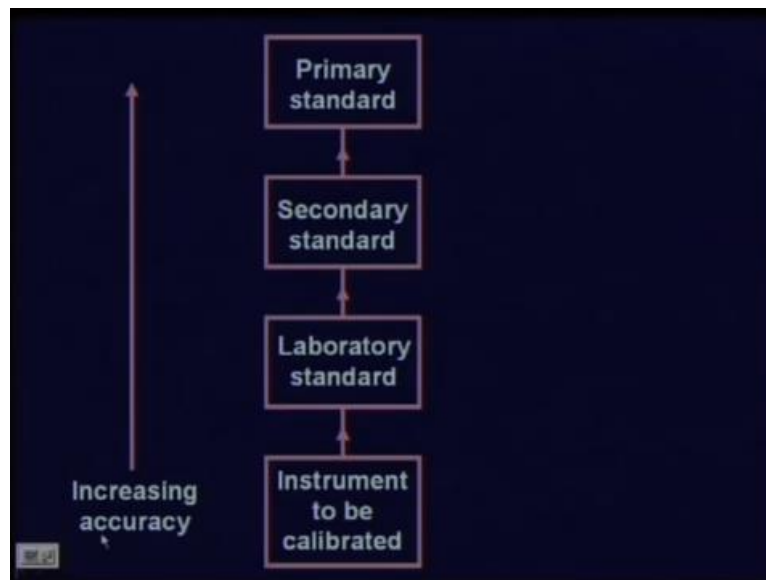 Primary
standard
Secondary
standard
Laboratory
standard
Instrument
to be
calibrated
Increasing
accuracy